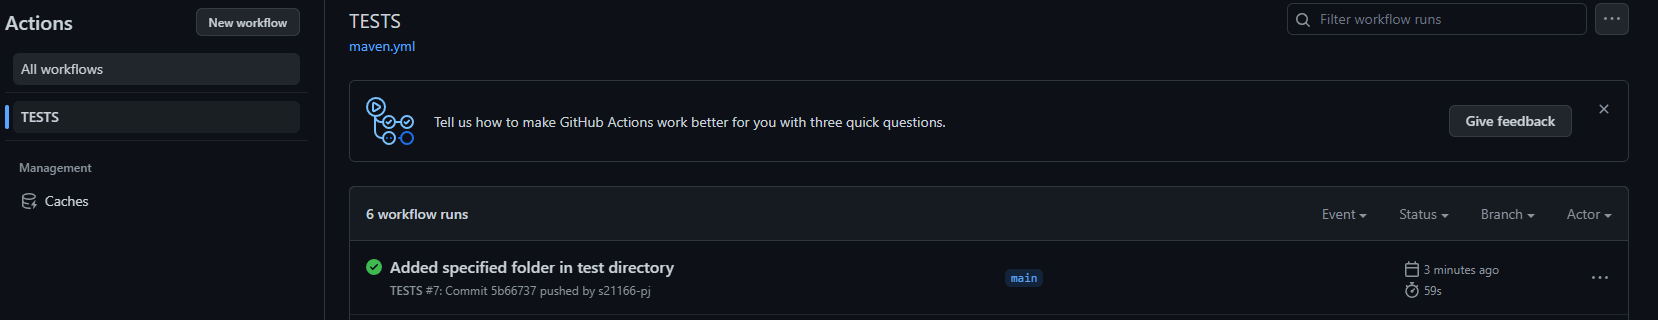 Actions
New workflow
All workflows
TESTS
Management
Caches
TESTS
maven.yml
Filter workflow runs
Tell us how to make GitHub Actions work better for you with three quick questions.
Give feedback
6 workflow runs
Event
Status
Branch
Actor
Added specified folder in test directory
TESTS #7: Commit 5b66737 pushed by s21166-pj
main
3 minutes ago
59s